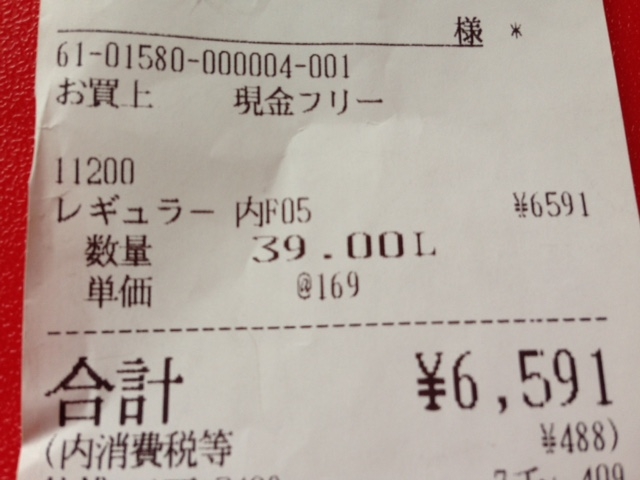 様 *
61-01580-000004-001
お買上 現金フリー
11200
レギュラー 内F05 ¥6591
数量 39.00L
単価 @169
合計 ¥6,591
(内消費税等 ¥488)